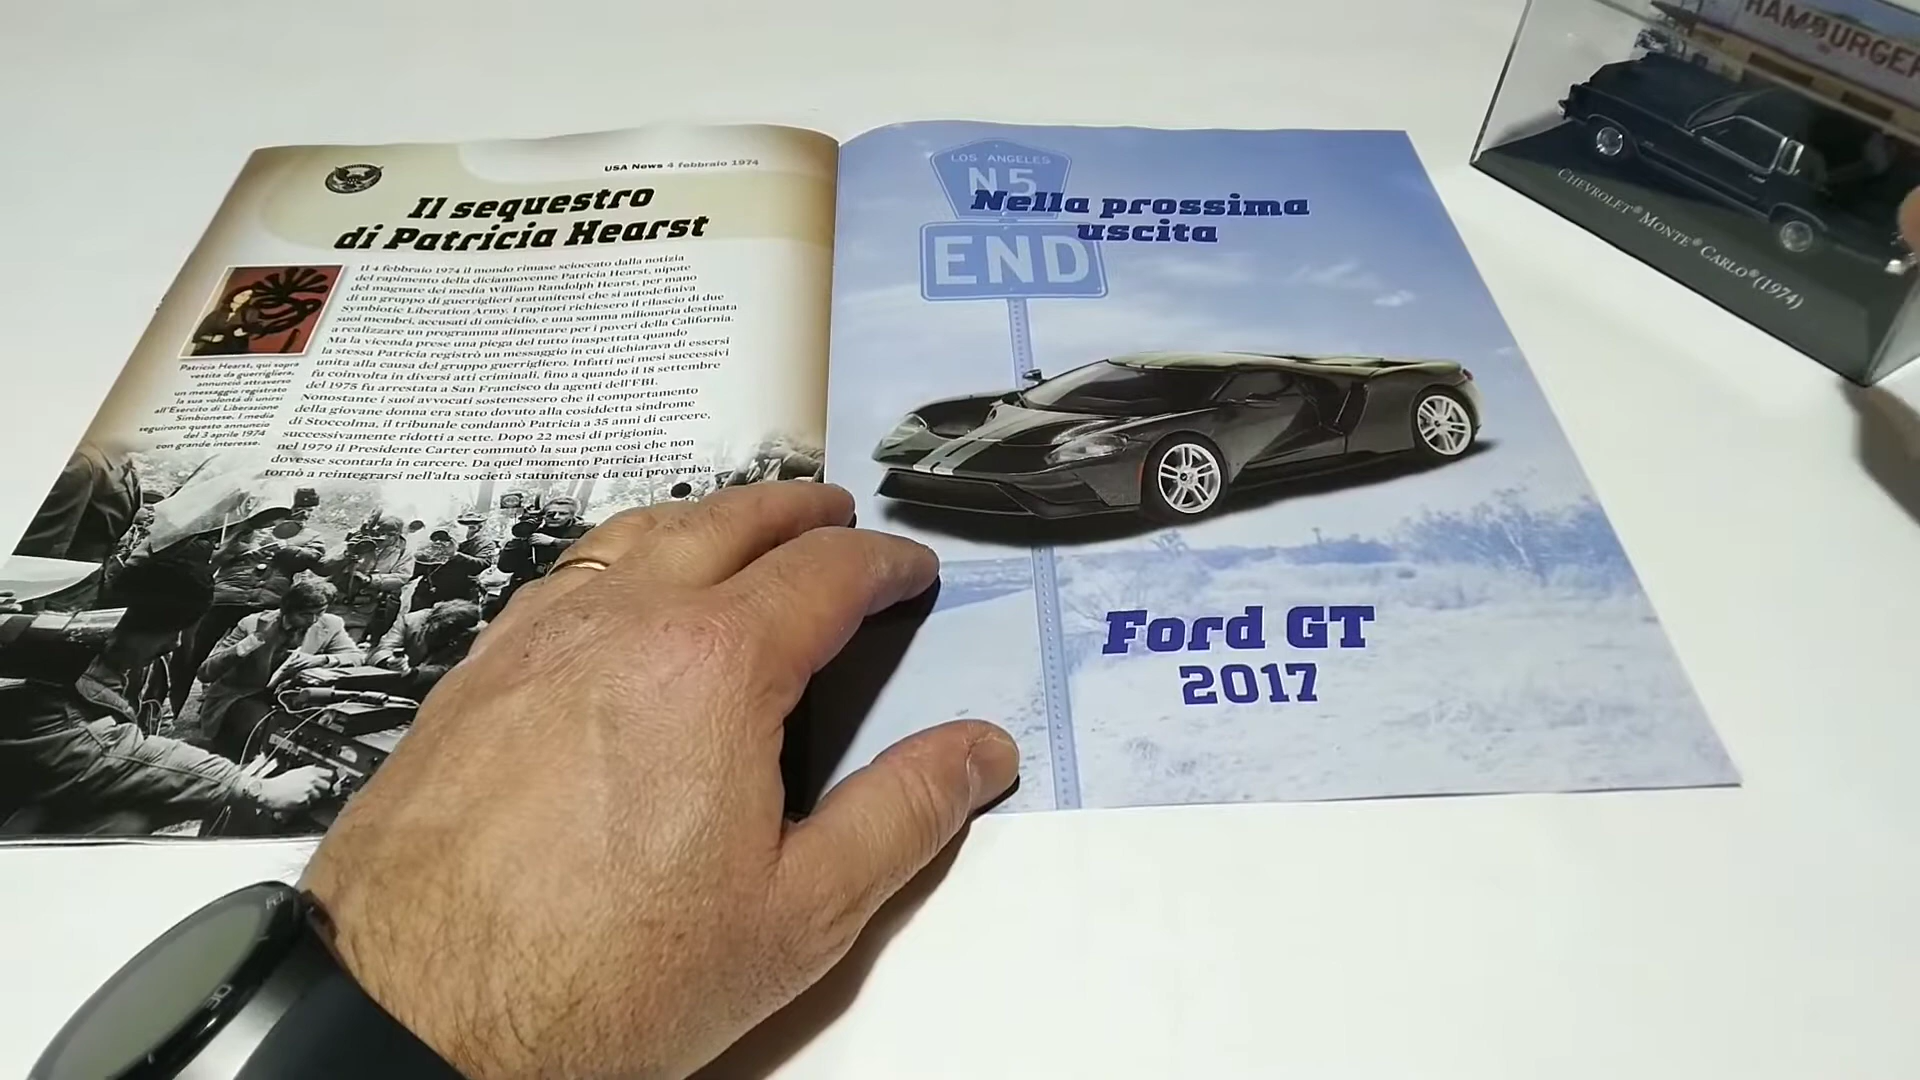 USA News 4 febbraio 1974
Il sequestro
di Patricia Hearst
Il 4 febbraio 1974 il mondo rimase scioccato dalla notizia
del rapimento della diciannovenne Patricia Hearst, nipote
del magnate dei media William Randolph Hearst, per mano
di un gruppo di guerriglieri statunitensi che si autodefiniva
Symbiotic Liberation Army. I rapitori richiesero il rilascio di due
suoi membri, accusati di omicidio, e una somma milionaria destinata
a realizzare un programma alimentare per i poveri della California.
Ma la vicenda prese una piega del tutto inaspettata quando
la stessa Patricia registrò un messaggio in cui dichiarava di essersi
unita alla causa del gruppo guerrigliero. Infatti nei mesi successivi
fu coinvolta in diversi atti criminali, fino a quando il 18 settembre
del 1975 fu arrestata a San Francisco da agenti dell'FBI.
Nonostante i suoi avvocati sostenessero che il comportamento
della giovane donna era stato dovuto alla cosiddetta sindrome
di Stoccolma, il tribunale condannò Patricia a 35 anni di carcere,
successivamente ridotti a sette. Dopo 22 mesi di prigionia,
nel 1979 il Presidente Carter commutò la sua pena così che non
dovesse scontarla in carcere. Da quel momento Patricia Hearst
tornò a reintegrarsi nell'alta società statunitense da cui proveniva.
Patricia Hearst, qui sopra
vestita da guerrigliera,
annunciò attraverso
un messaggio registrato
la sua volontà di unirsi
all'Esercito di Liberazione
Simbionese. I media
seguirono questo annuncio
del 3 aprile 1974
con grande interesse.
LOS ANGELES
N5
END
Nella prossima
uscita
Ford GT
2017
HAMBURGER
CHEVROLET® MONTE® CARLO® (1974)